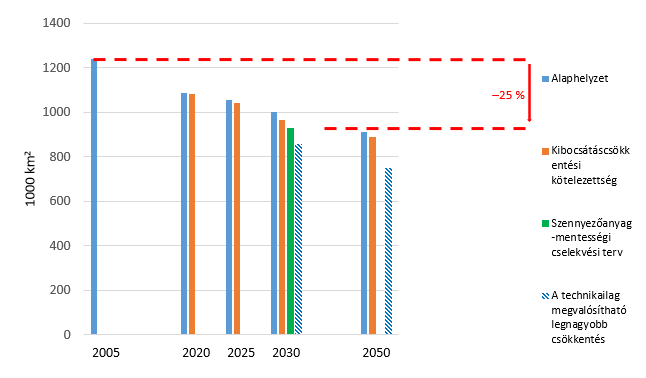 1400
1200
1000
800
600
400
200
0
1000 km²
2005
2020
2025
2030
2050
−25 %
Alaphelyzet
Kibocsátáscsökk
entési
kötelezettség
Szennyezőanyag
-mentességi
cselekvési terv
A technikailag
megvalósítható
legnagyobb
csökkentés